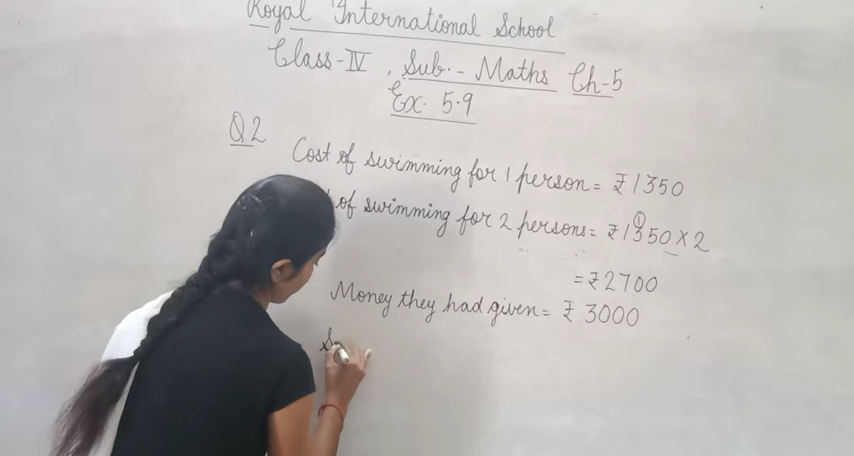 Royal International School
Class-IV, Sub.- Maths Ch-5
Ex. 5.9
Q.2
Cost of swimming for 1 person = ₹1350
of swimming for 2 persons = ₹1350 X 2
= ₹2700
Money they had given = ₹ 3000